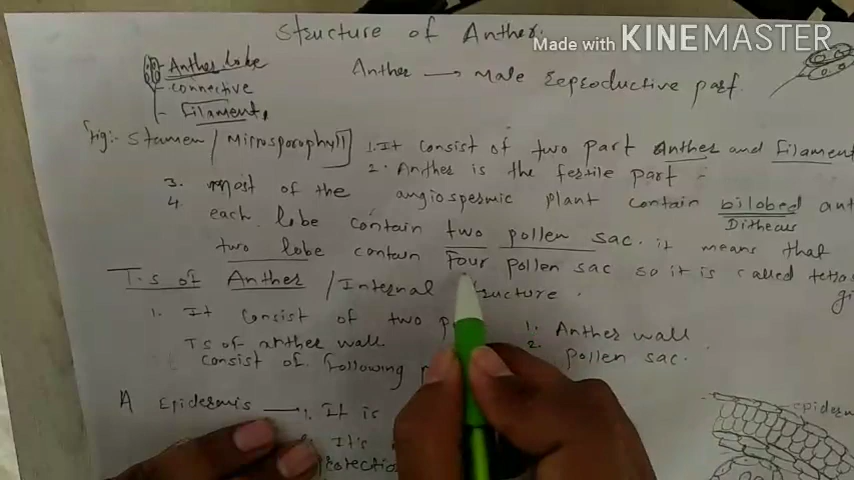 Structure of Anther.
Made with KINEMASTER
Anther Lobe
connective
Filament,
Anther → Male Reproductive part.
Fig:- Stamen / Microsporophyll
1. It consist of two part Anther and Filament
2. Anther is the fertile part -
3. most of the angiospermic plant contain bilobed
Dithecus
4. each lobe contain two pollen sac. it means that
two lobe contain Four pollen sac so it is called
T.s of Anther / Internal structure.
1. It consist of two
1. Anther wall
2. pollen sac.
Ts of anther wall
consist of following
A Epidermis → 1. It is
2. It's